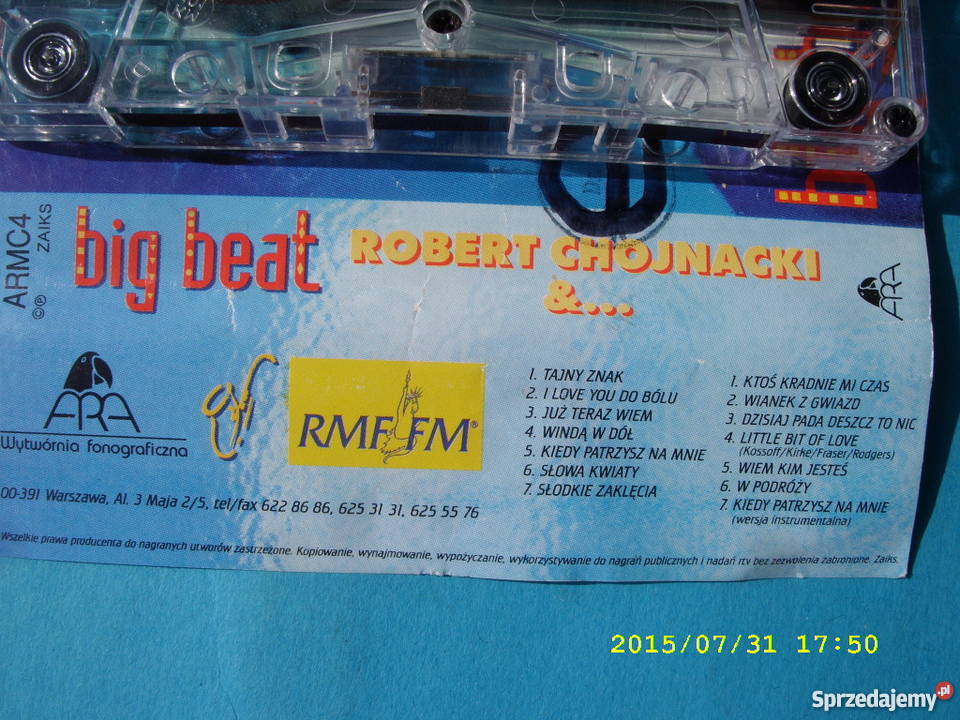 ARMC4
©℗ ZAIKS
big beat
ROBERT CHOJNACKI
&...
ARA
ARA
Wytwórnia fonograficzna
RMF FM®
1. TAJNY ZNAK
2. I LOVE YOU DO BÓLU
3. JUŻ TERAZ WIEM
4. WINDĄ W DÓŁ
5. KIEDY PATRZYSZ NA MNIE
6. SŁOWA KWIATY
7. SŁODKIE ZAKLĘCIA
1. KTOŚ KRADNIE MI CZAS
2. WIANEK Z GWIAZD
3. DZISIAJ PADA DESZCZ TO NIC
4. LITTLE BIT OF LOVE
(Kossoff/Kirke/Fraser/Rodgers)
5. WIEM KIM JESTEŚ
6. W PODRÓŻY
7. KIEDY PATRZYSZ NA MNIE
(wersja instrumentalna)
00-391 Warszawa, Al. 3 Maja 2/5, tel/fax 622 86 86, 625 31 31, 625 55 76
Wszelkie prawa producenta do nagranych utworów zastrzeżone. Kopiowanie, wynajmowanie, wypożyczanie, wykorzystywanie do nagrań publicznych i nadań rtv bez zezwolenia zabronione. Zaiks.
2015/07/31 17:50
Sprzedajemy.pl